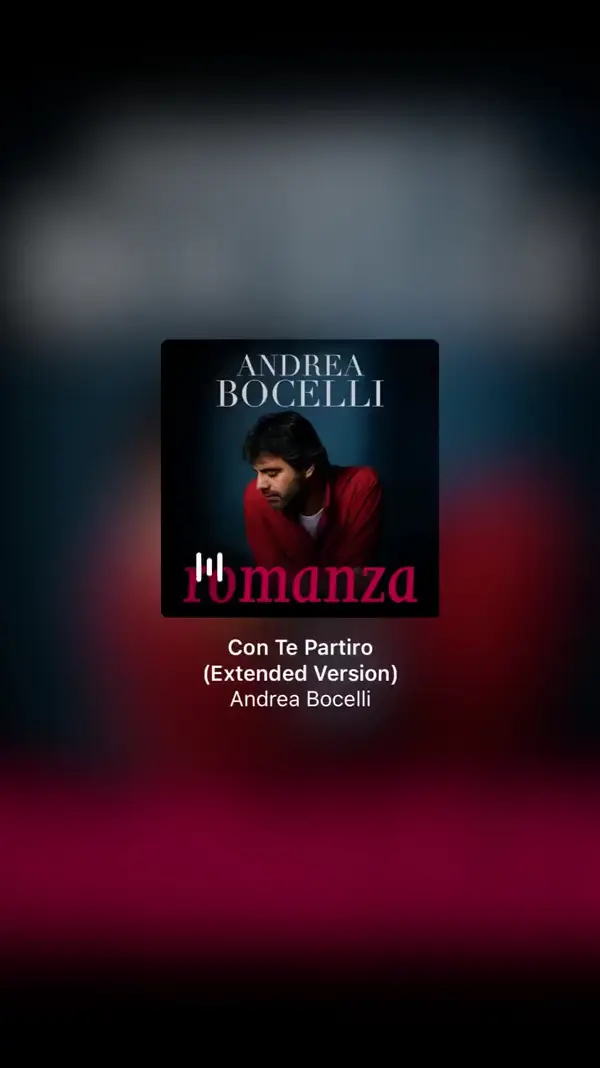 ANDREA
BOCELLI
romanza
Con Te Partiro
(Extended Version)
Andrea Bocelli